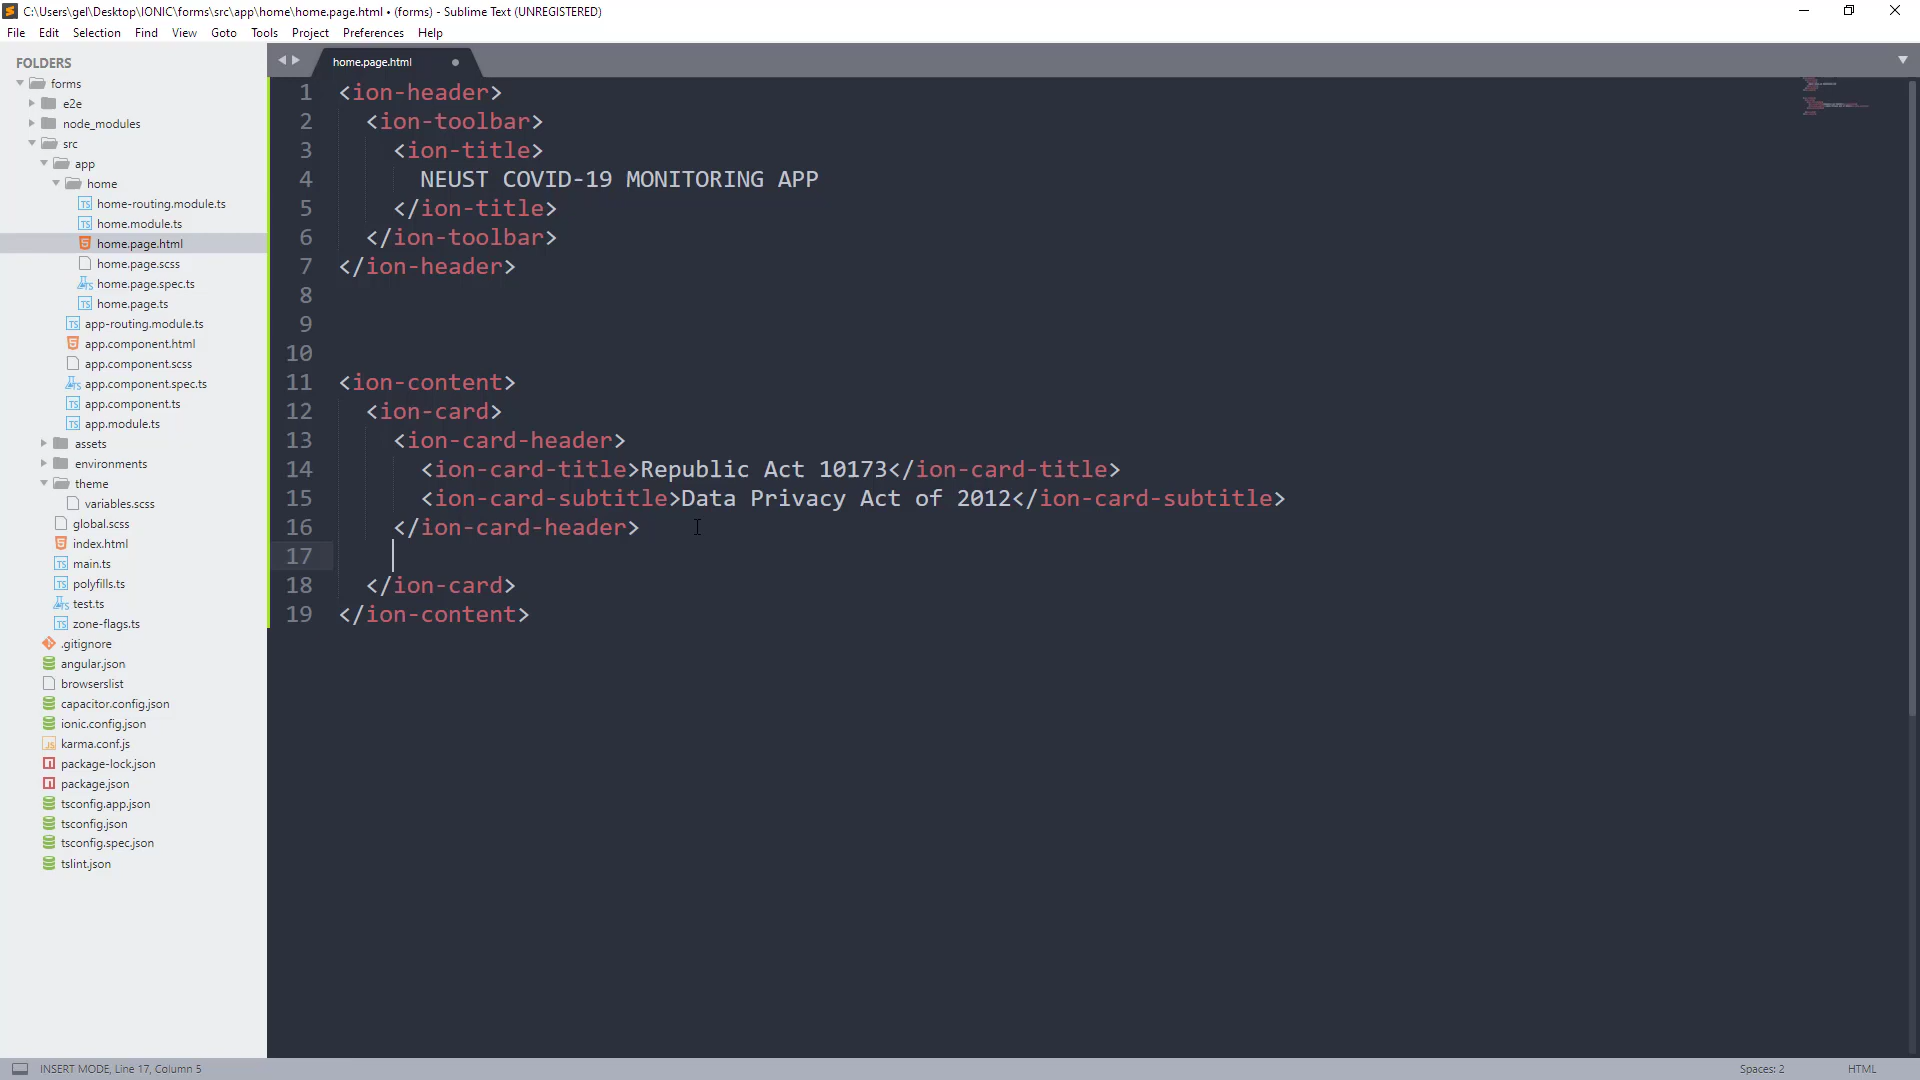 C:\Users\gel\Desktop\IONIC\forms\src\app\home\home.page.html • (forms) - Sublime Text (UNREGISTERED)
File Edit Selection Find View Goto Tools Project Preferences Help
FOLDERS
forms
e2e
node_modules
src
app
home
home-routing.module.ts
home.module.ts
home.page.html
home.page.scss
home.page.spec.ts
home.page.ts
app-routing.module.ts
app.component.html
app.component.scss
app.component.spec.ts
app.component.ts
app.module.ts
assets
environments
theme
variables.scss
global.scss
index.html
main.ts
polyfills.ts
test.ts
zone-flags.ts
.gitignore
angular.json
browserslist
capacitor.config.json
ionic.config.json
karma.conf.js
package-lock.json
package.json
tsconfig.app.json
tsconfig.json
tsconfig.spec.json
tslint.json
home.page.html
1 <ion-header>
2 <ion-toolbar>
3 <ion-title>
4 NEUST COVID-19 MONITORING APP
5 </ion-title>
6 </ion-toolbar>
7 </ion-header>
8
9
10
11 <ion-content>
12 <ion-card>
13 <ion-card-header>
14 <ion-card-title>Republic Act 10173</ion-card-title>
15 <ion-card-subtitle>Data Privacy Act of 2012</ion-card-subtitle>
16 </ion-card-header>
17
18 </ion-card>
19 </ion-content>
INSERT MODE, Line 17, Column 5
Spaces: 2 HTML